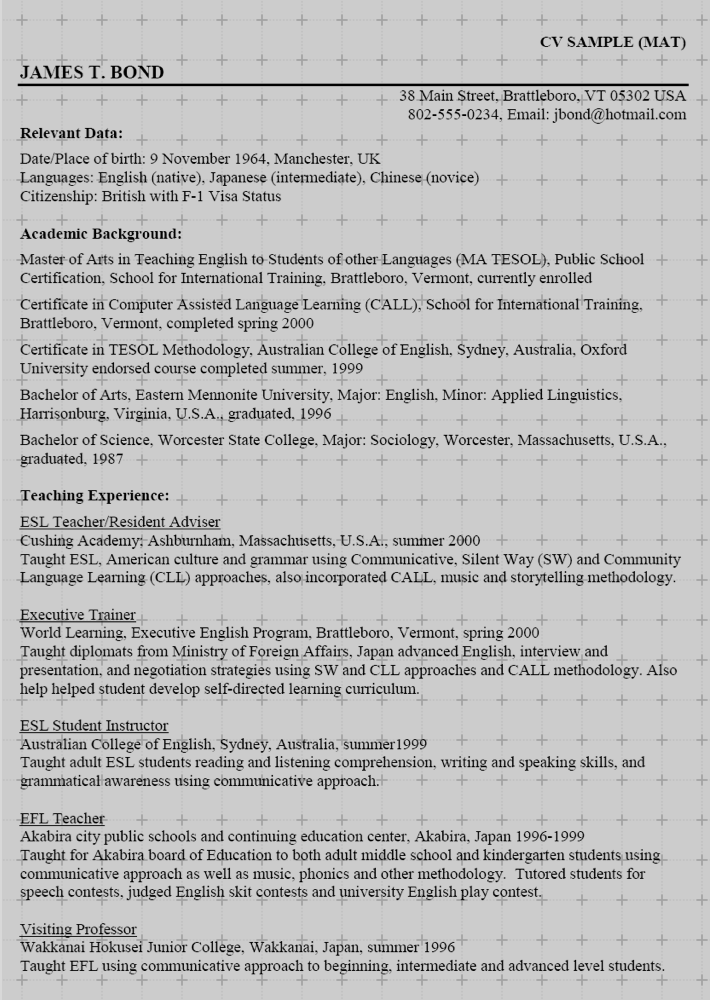 CV SAMPLE (MAT)
JAMES T. BOND
38 Main Street, Brattleboro, VT 05302 USA
802-555-0234, Email: jbond@hotmail.com
Relevant Data:
Date/Place of birth: 9 November 1964, Manchester, UK
Languages: English (native), Japanese (intermediate), Chinese (novice)
Citizenship: British with F-1 Visa Status
Academic Background:
Master of Arts in Teaching English to Students of other Languages (MA TESOL), Public School
Certification, School for International Training, Brattleboro, Vermont, currently enrolled
Certificate in Computer Assisted Language Learning (CALL), School for International Training,
Brattleboro, Vermont, completed spring 2000
Certificate in TESOL Methodology, Australian College of English, Sydney, Australia, Oxford
University endorsed course completed summer, 1999
Bachelor of Arts, Eastern Mennonite University, Major: English, Minor: Applied Linguistics,
Harrisonburg, Virginia, U.S.A., graduated, 1996
Bachelor of Science, Worcester State College, Major: Sociology, Worcester, Massachusetts, U.S.A.,
graduated, 1987
Teaching Experience:
ESL Teacher/Resident Adviser
Cushing Academy; Ashburnham, Massachusetts, U.S.A., summer 2000
Taught ESL, American culture and grammar using Communicative, Silent Way (SW) and Community
Language Learning (CLL) approaches, also incorporated CALL, music and storytelling methodology.
Executive Trainer
World Learning, Executive English Program, Brattleboro, Vermont, spring 2000
Taught diplomats from Ministry of Foreign Affairs, Japan advanced English, interview and
presentation, and negotiation strategies using SW and CLL approaches and CALL methodology. Also
help helped student develop self-directed learning curriculum.
ESL Student Instructor
Australian College of English, Sydney, Australia, summer1999
Taught adult ESL students reading and listening comprehension, writing and speaking skills, and
grammatical awareness using communicative approach.
EFL Teacher
Akabira city public schools and continuing education center, Akabira, Japan 1996-1999
Taught for Akabira board of Education to both adult middle school and kindergarten students using
communicative approach as well as music, phonics and other methodology. Tutored students for
speech contests, judged English skit contests and university English play contest.
Visiting Professor
Wakkanai Hokusei Junior College, Wakkanai, Japan, summer 1996
Taught EFL using communicative approach to beginning, intermediate and advanced level students.